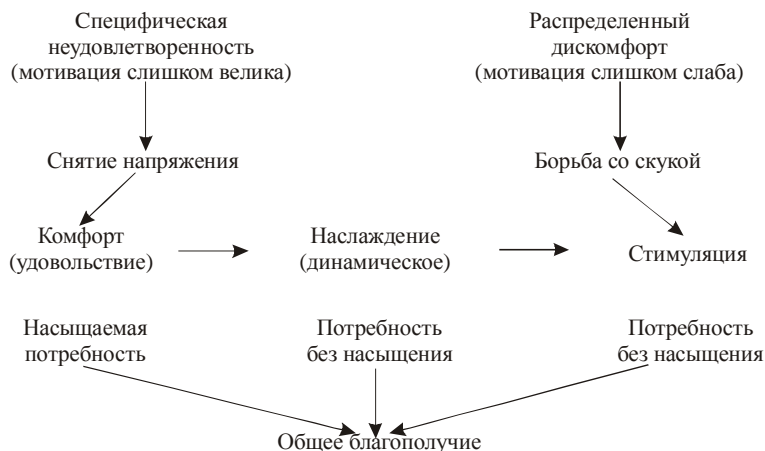 Специфическая
неудовлетворенность
(мотивация слишком велика)
Распределенный
дискомфорт
(мотивация слишком слаба)
Снятие напряжения
Борьба со скукой
Комфорт
(удовольствие)
Наслаждение
(динамическое)
Стимуляция
Насыщаемая
потребность
Потребность
без насыщения
Потребность
без насыщения
Общее благополучие